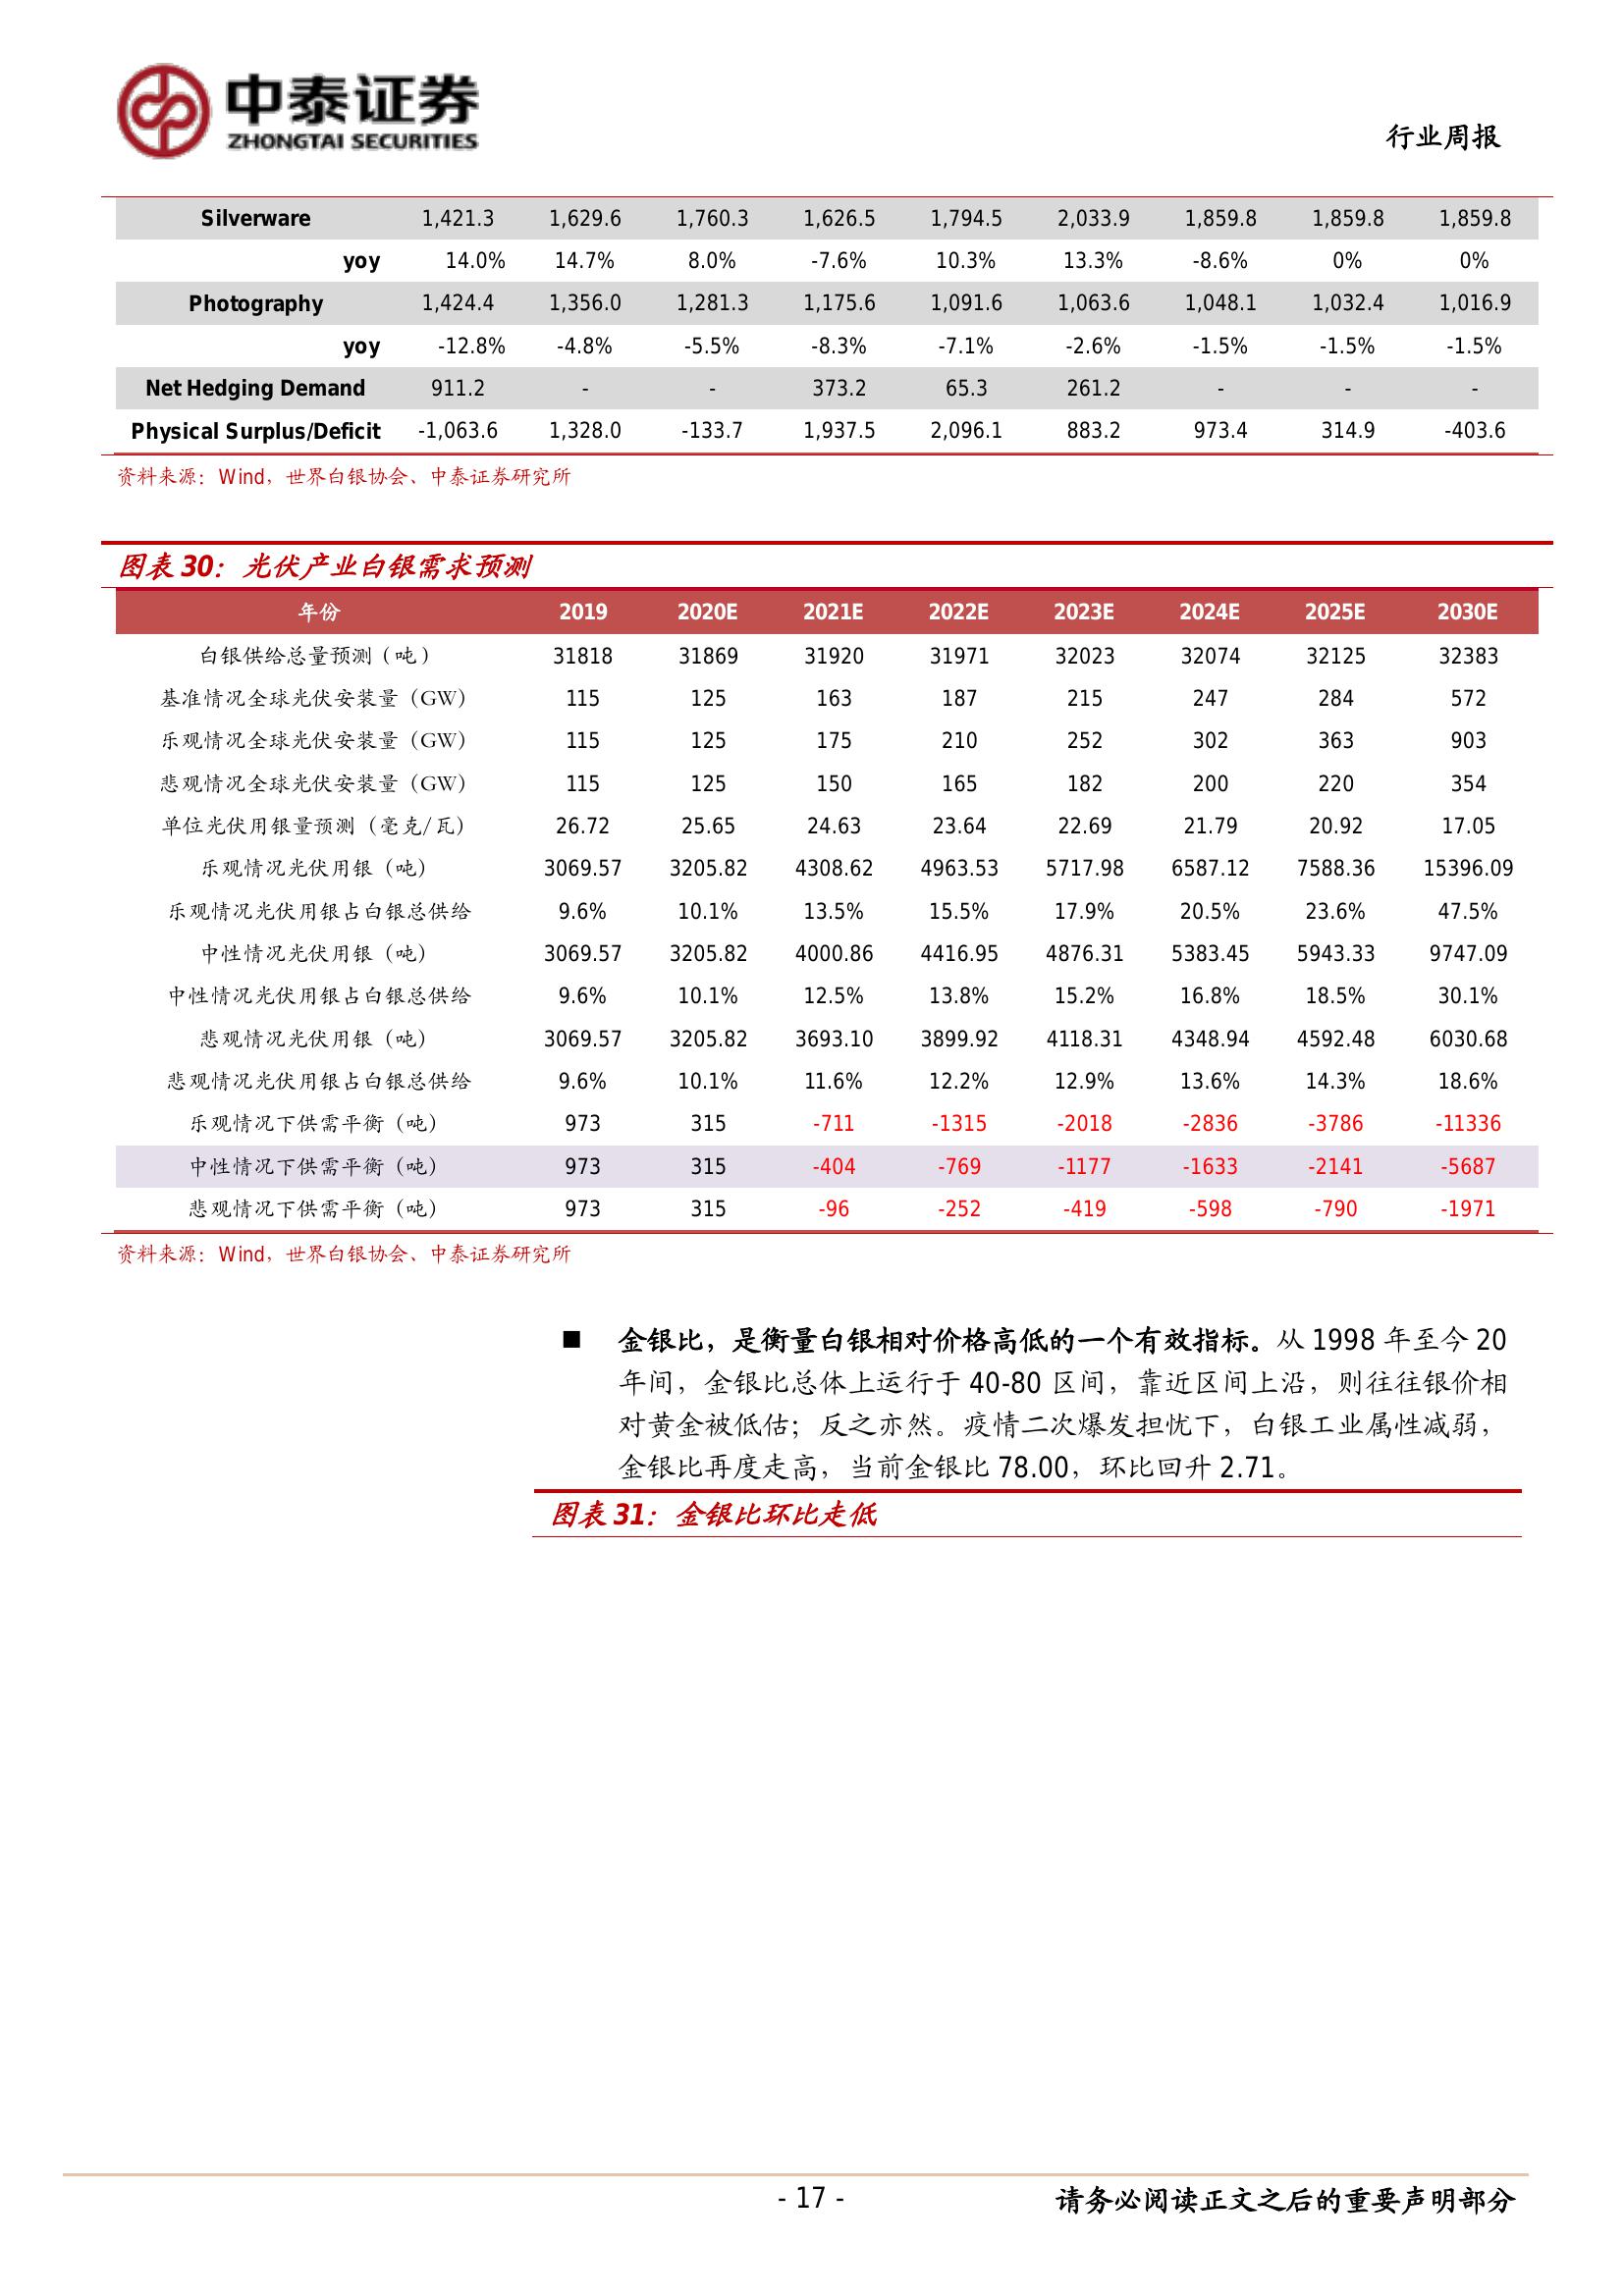 中泰证券
ZHONGTAI SECURITIES
行业周报
Silverware 1,421.3 1,629.6 1,760.3 1,626.5 1,794.5 2,033.9 1,859.8 1,859.8 1,859.8
yoy 14.0% 14.7% 8.0% -7.6% 10.3% 13.3% -8.6% 0% 0%
Photography 1,424.4 1,356.0 1,281.3 1,175.6 1,091.6 1,063.6 1,048.1 1,032.4 1,016.9
yoy -12.8% -4.8% -5.5% -8.3% -7.1% -2.6% -1.5% -1.5% -1.5%
Net Hedging Demand 911.2 - - 373.2 65.3 261.2 - - -
Physical Surplus/Deficit -1,063.6 1,328.0 -133.7 1,937.5 2,096.1 883.2 973.4 314.9 -403.6
资料来源：Wind，世界白银协会、中泰证券研究所
图表 30：光伏产业白银需求预测
年份 2019 2020E 2021E 2022E 2023E 2024E 2025E 2030E
白银供给总量预测（吨） 31818 31869 31920 31971 32023 32074 32125 32383
基准情况全球光伏安装量（GW） 115 125 163 187 215 247 284 572
乐观情况全球光伏安装量（GW） 115 125 175 210 252 302 363 903
悲观情况全球光伏安装量（GW） 115 125 150 165 182 200 220 354
单位光伏用银量预测（毫克/瓦） 26.72 25.65 24.63 23.64 22.69 21.79 20.92 17.05
乐观情况光伏用银（吨） 3069.57 3205.82 4308.62 4963.53 5717.98 6587.12 7588.36 15396.09
乐观情况光伏用银占白银总供给 9.6% 10.1% 13.5% 15.5% 17.9% 20.5% 23.6% 47.5%
中性情况光伏用银（吨） 3069.57 3205.82 4000.86 4416.95 4876.31 5383.45 5943.33 9747.09
中性情况光伏用银占白银总供给 9.6% 10.1% 12.5% 13.8% 15.2% 16.8% 18.5% 30.1%
悲观情况光伏用银（吨） 3069.57 3205.82 3693.10 3899.92 4118.31 4348.94 4592.48 6030.68
悲观情况光伏用银占白银总供给 9.6% 10.1% 11.6% 12.2% 12.9% 13.6% 14.3% 18.6%
乐观情况下供需平衡（吨） 973 315 -711 -1315 -2018 -2836 -3786 -11336
中性情况下供需平衡（吨） 973 315 -404 -769 -1177 -1633 -2141 -5687
悲观情况下供需平衡（吨） 973 315 -96 -252 -419 -598 -790 -1971
资料来源：Wind，世界白银协会、中泰证券研究所
■ 金银比，是衡量白银相对价格高低的一个有效指标。从 1998 年至今 20
年间，金银比总体上运行于 40-80 区间，靠近区间上沿，则往往银价相
对黄金被低估；反之亦然。疫情二次爆发担忧下，白银工业属性减弱，
金银比再度走高，当前金银比 78.00，环比回升 2.71。
图表 31：金银比环比走低
- 17 -
请务必阅读正文之后的重要声明部分